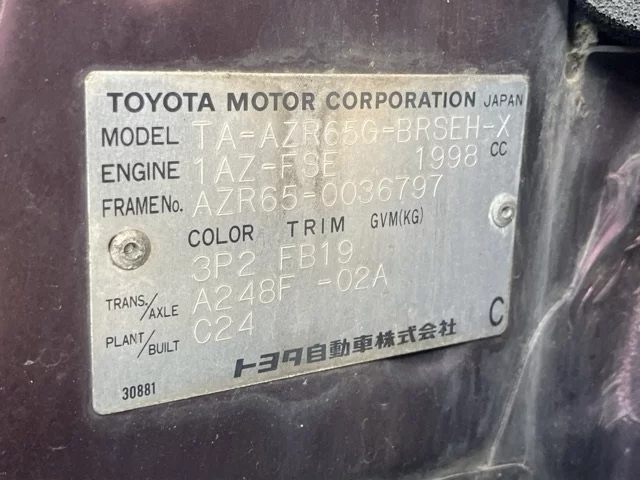 TOYOTA MOTOR CORPORATION JAPAN
MODEL TA-AZR65G-BRSEH-X
ENGINE 1AZ-FSE 1998 CC
FRAME No. AZR65-0036797
COLOR TRIM GVM(KG)
3P2 FB19
TRANS./AXLE A248F -02A
PLANT/BUILT C24
トヨタ自動車株式会社 C
30881